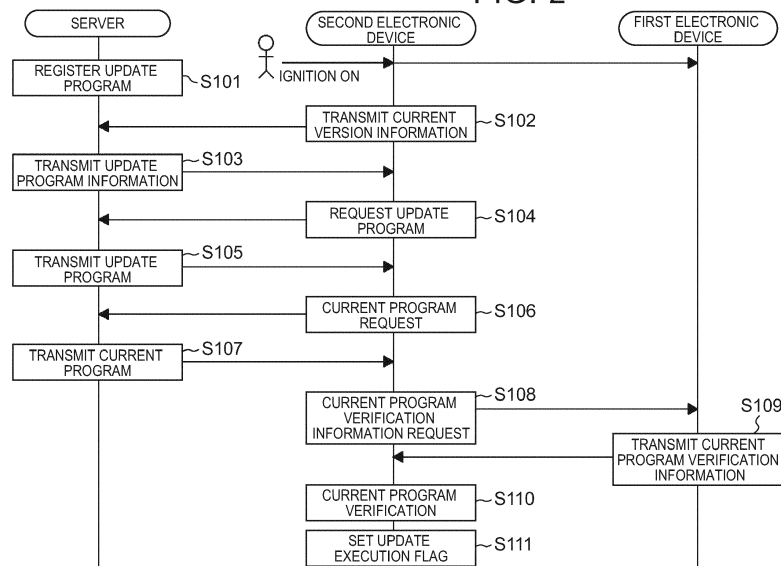 FIG. 2
SERVER
SECOND ELECTRONIC
DEVICE
FIRST ELECTRONIC
DEVICE
IGNITION ON
REGISTER UPDATE
PROGRAM
S101
TRANSMIT CURRENT
VERSION INFORMATION
S102
TRANSMIT UPDATE
PROGRAM INFORMATION
S103
REQUEST UPDATE
PROGRAM
S104
TRANSMIT UPDATE
PROGRAM
S105
CURRENT PROGRAM
REQUEST
S106
TRANSMIT CURRENT
PROGRAM
S107
CURRENT PROGRAM
VERIFICATION
INFORMATION REQUEST
S108
TRANSMIT CURRENT
PROGRAM VERIFICATION
INFORMATION
S109
CURRENT PROGRAM
VERIFICATION
S110
SET UPDATE
EXECUTION FLAG
S111